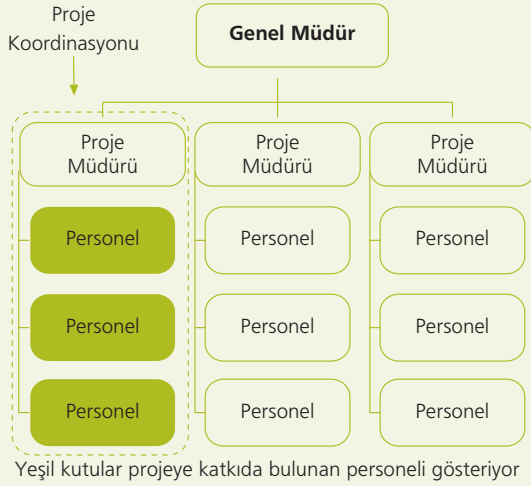 Proje
Koordinasyonu
Genel Müdür
Proje
Müdürü
Proje
Müdürü
Proje
Müdürü
Personel
Personel
Personel
Personel
Personel
Personel
Personel
Personel
Personel
Yeşil kutular projeye katkıda bulunan personeli gösteriyor